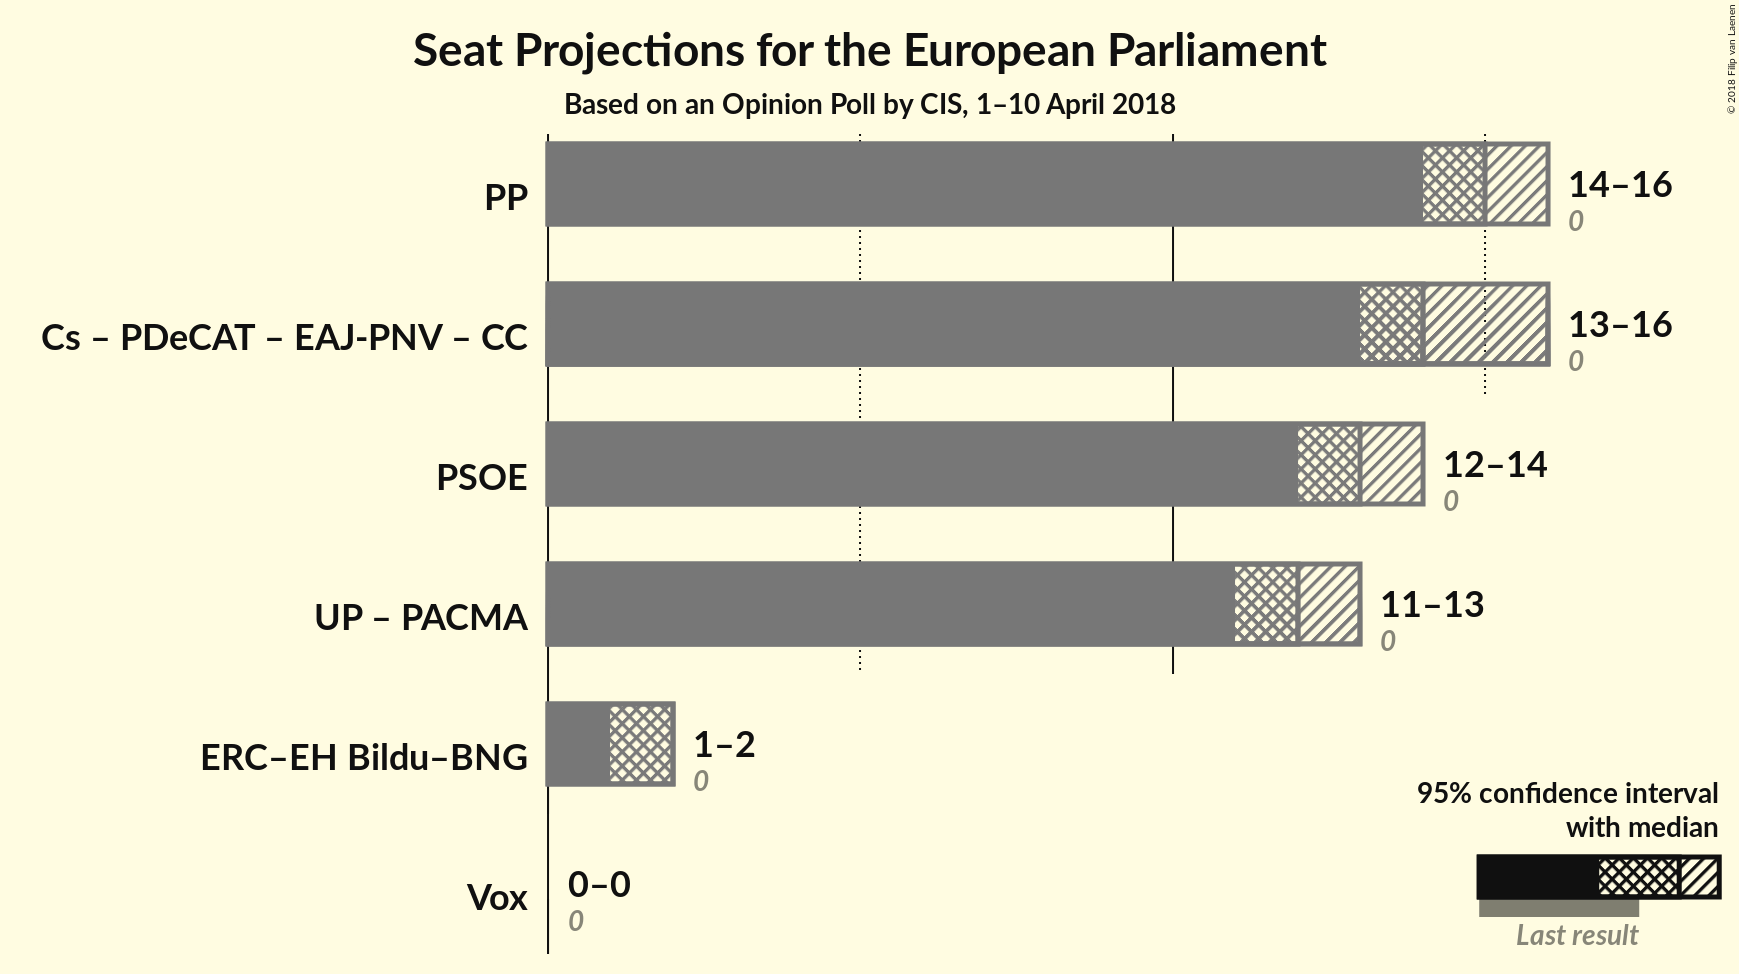 Seat Projections for the European Parliament
Based on an Opinion Poll by CIS, 1–10 April 2018
© 2018 Filip van Laenen
PP
14–16
0
Cs – PDeCAT – EAJ-PNV – CC
13–16
0
PSOE
12–14
0
UP – PACMA
11–13
0
ERC–EH Bildu–BNG
1–2
0
Vox
0–0
0
95% confidence interval
with median
Last result